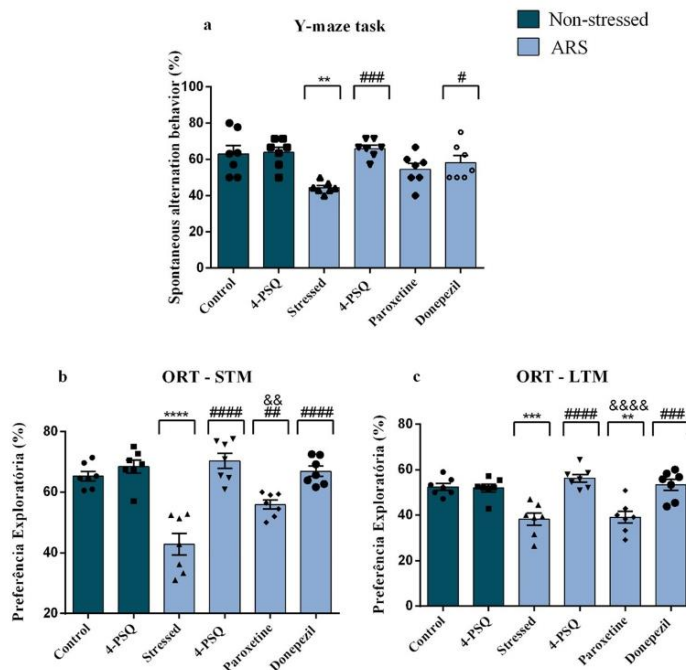 Non-stressed
ARS
a
Y-maze task
Spontaneous alternation behavior (%)
100
80
60
40
20
0
**
###
#
Control
4-PSQ
Stressed
4-PSQ
Paroxetine
Donepezil
b
ORT - STM
Preferência Exploratória (%)
80
60
40
20
****
####
&&
##
####
Control
4-PSQ
Stressed
4-PSQ
Paroxetine
Donepezil
c
ORT - LTM
Preferência Exploratória (%)
80
60
40
20
0
***
####
&&&&
**
###
Control
4-PSQ
Stressed
4-PSQ
Paroxetine
Donepezil